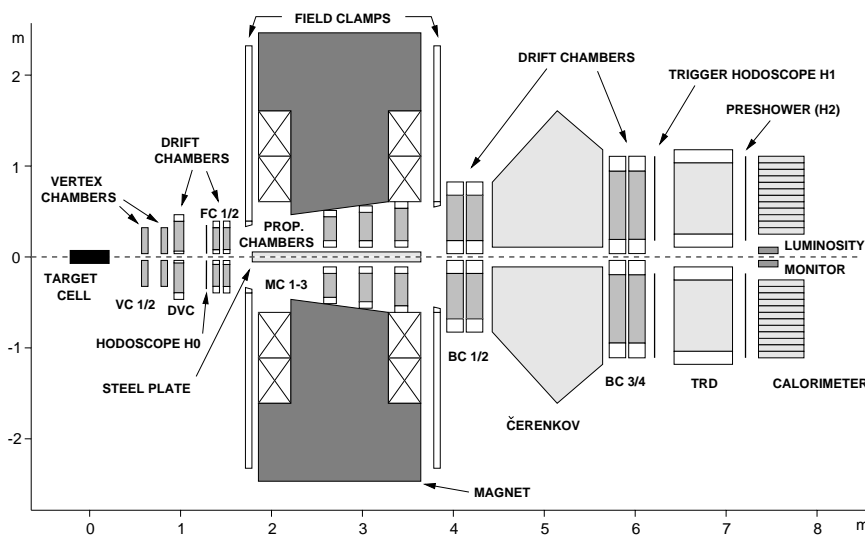 FIELD CLAMPS
m
DRIFT CHAMBERS
TRIGGER HODOSCOPE H1
PRESHOWER (H2)
2
DRIFT
CHAMBERS
1
VERTEX
CHAMBERS
FC 1/2
PROP.
CHAMBERS
0
LUMINOSITY
MONITOR
TARGET
CELL
VC 1/2
DVC
MC 1-3
HODOSCOPE H0
STEEL PLATE
-1
BC 1/2
BC 3/4
TRD
CALORIMETER
ČERENKOV
-2
MAGNET
0 1 2 3 4 5 6 7 8 m